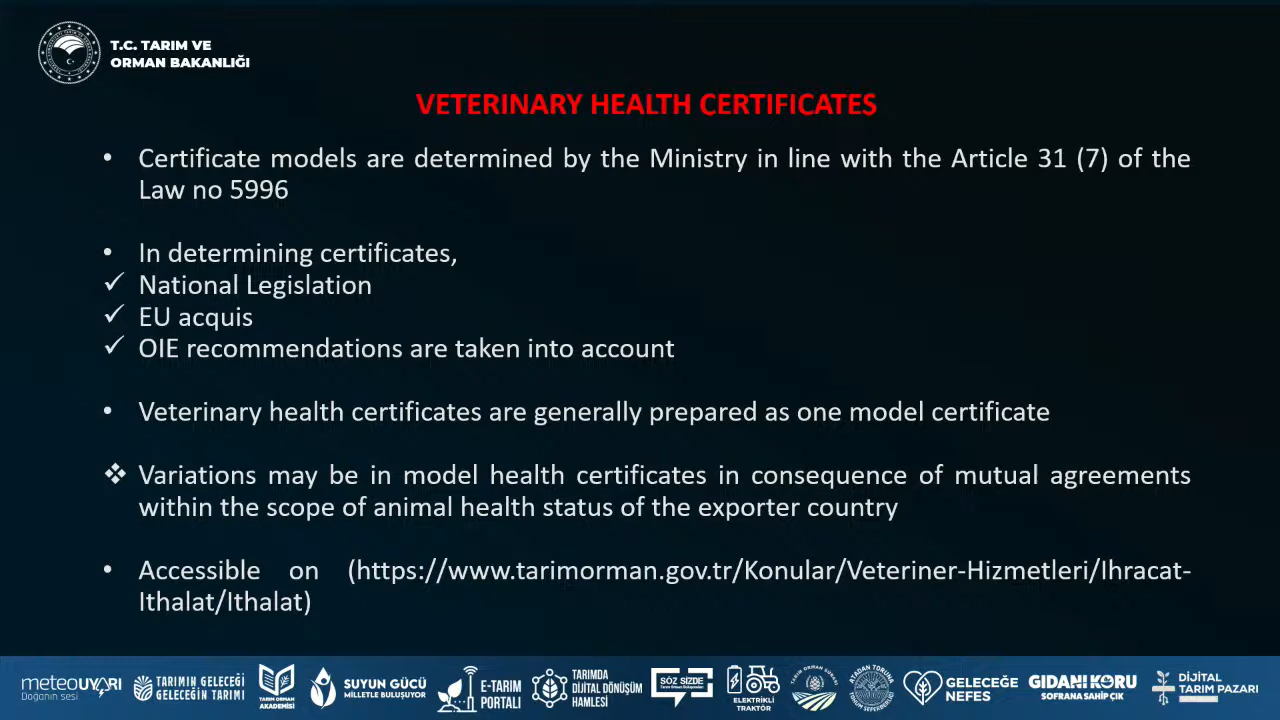 T.C. TARIM VE
ORMAN BAKANLIĞI
VETERINARY HEALTH CERTIFICATES
• Certificate models are determined by the Ministry in line with the Article 31 (7) of the
Law no 5996
• In determining certificates,
✓ National Legislation
✓ EU acquis
✓ OIE recommendations are taken into account
• Veterinary health certificates are generally prepared as one model certificate
❖ Variations may be in model health certificates in consequence of mutual agreements
within the scope of animal health status of the exporter country
• Accessible on (https://www.tarimorman.gov.tr/Konular/Veteriner-Hizmetleri/Ihracat-
Ithalat/Ithalat)
meteoUYARI
Doğanın sesi
TARIMIN GELECEĞİ
GELECEĞİN TARIMI
TARIM ORMAN
AKADEMİSİ
SUYUN GÜCÜ
MİLLETLE BULUŞUYOR
E-TARIM
PORTALI
TARIMDA
DİJİTAL DÖNÜŞÜM
HAMLESİ
SÖZ SİZDE
ELEKTRİKLİ
TRAKTÖR
GELECEĞE
NEFES
GIDANI KORU
SOFRANA SAHİP ÇIK
DİJİTAL
TARIM PAZARI